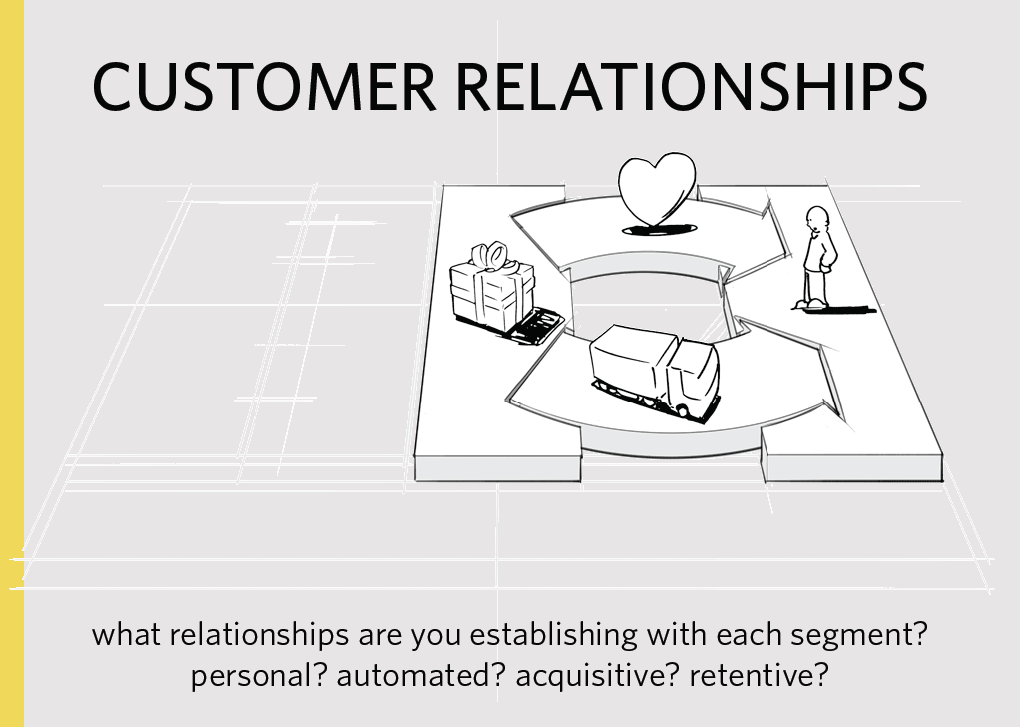 CUSTOMER RELATIONSHIPS
what relationships are you establishing with each segment?
personal? automated? acquisitive? retentive?